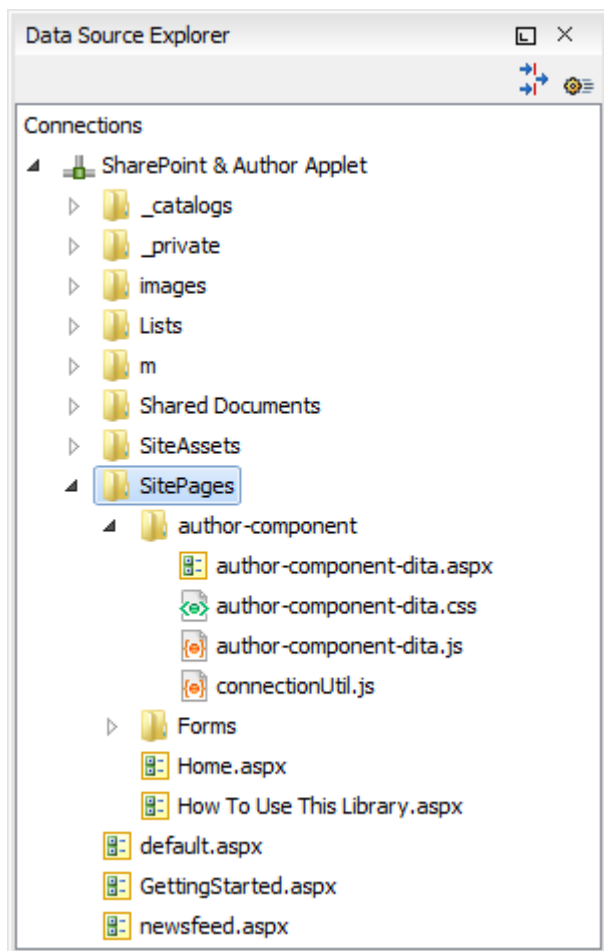 Data Source Explorer
Connections
SharePoint & Author Applet
_catalogs
_private
images
Lists
m
Shared Documents
SiteAssets
SitePages
author-component
author-component-dita.aspx
author-component-dita.css
author-component-dita.js
connectionUtil.js
Forms
Home.aspx
How To Use This Library.aspx
default.aspx
GettingStarted.aspx
newsfeed.aspx